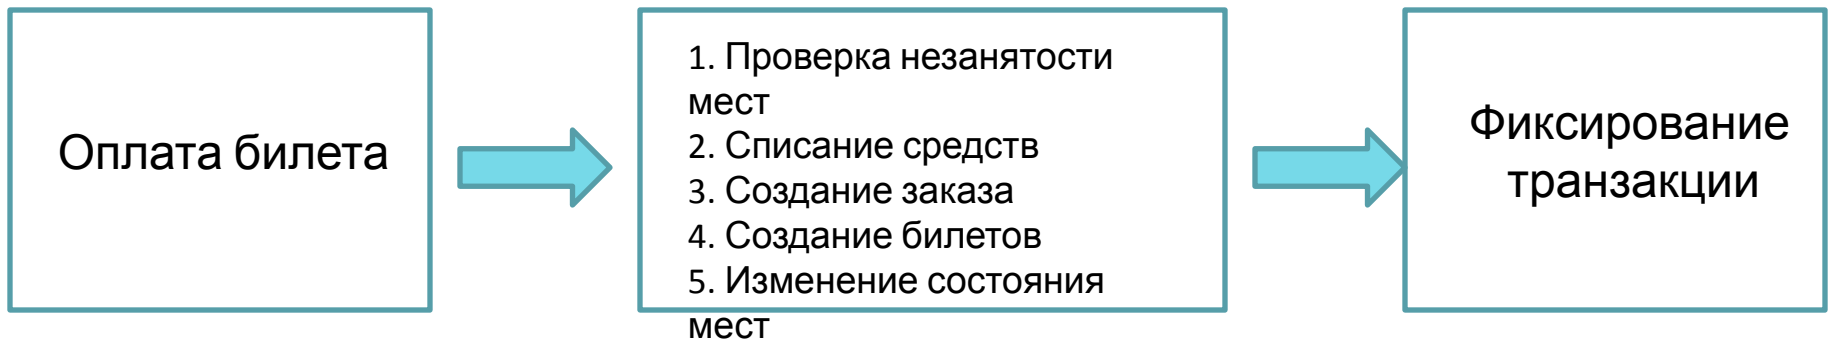 Оплата билета
1. Проверка незанятости
мест
2. Списание средств
3. Создание заказа
4. Создание билетов
5. Изменение состояния
мест
Фиксирование
транзакции